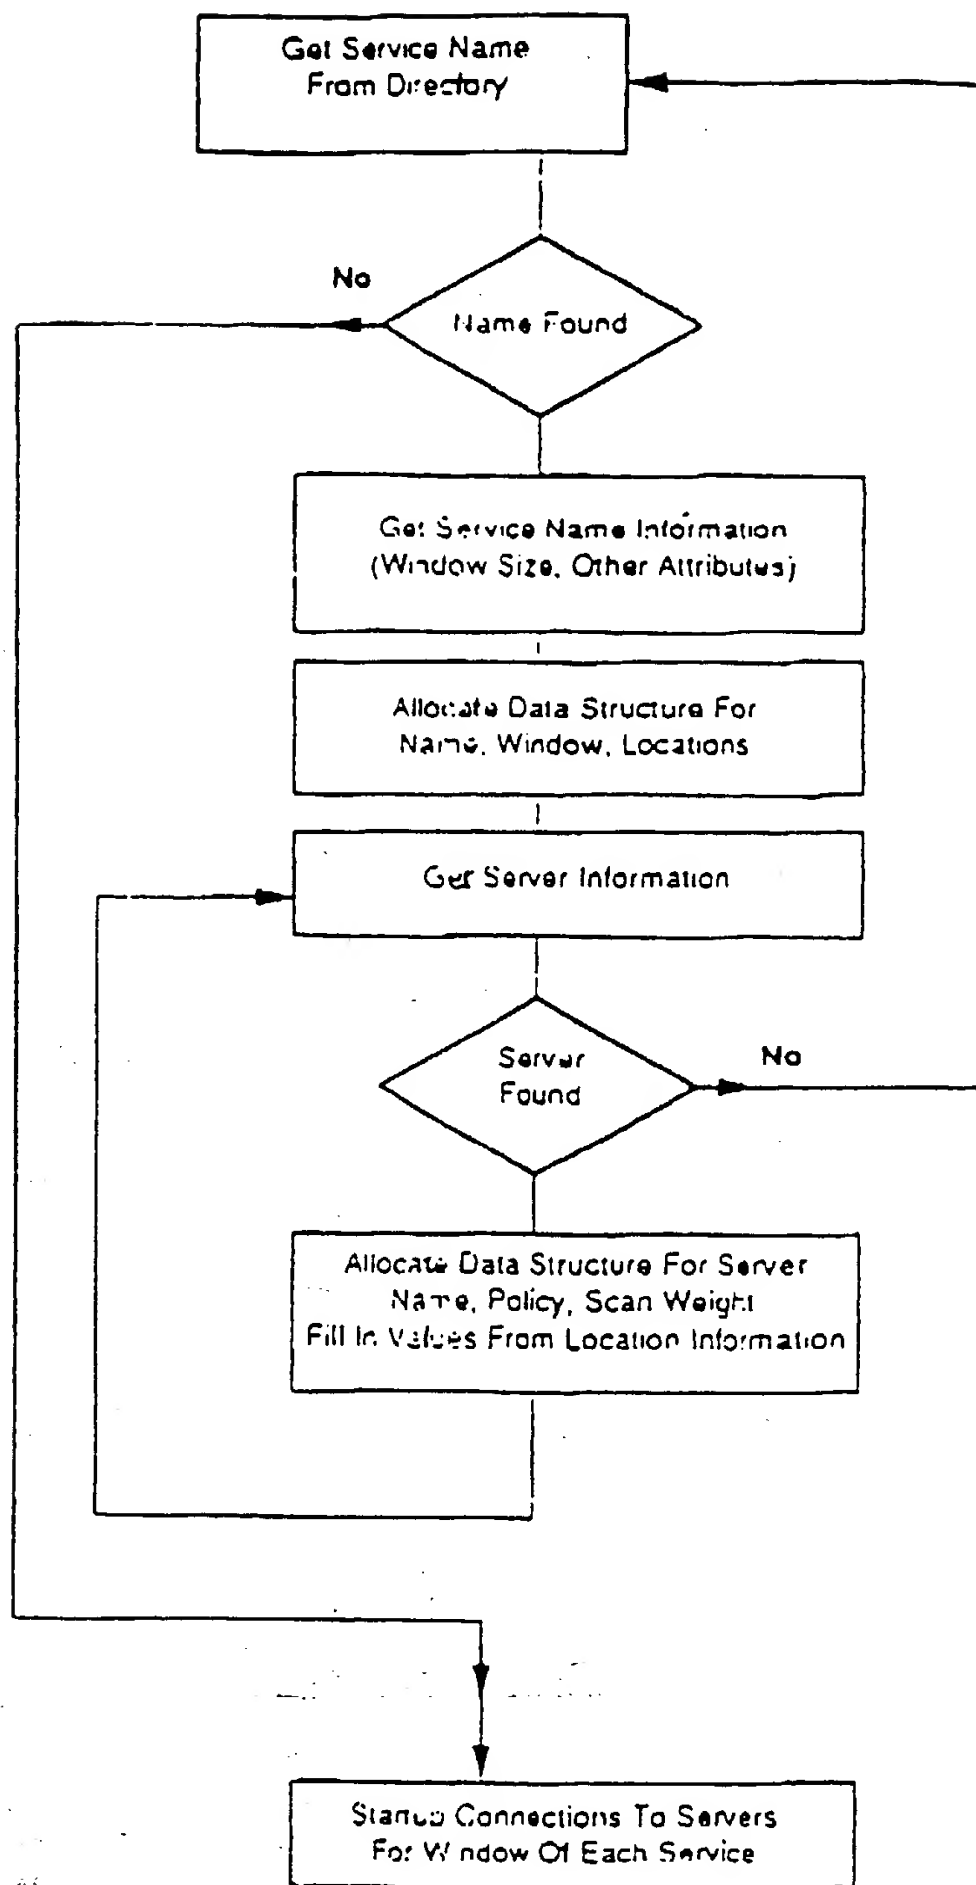 Get Service Name
From Directory
No
Name Found
Get Service Name Information
(Window Size, Other Attributes)
Allocate Data Structure For
Name, Window, Locations
Get Server Information
Server
Found
No
Allocate Data Structure For Server
Name, Policy, Scan Weight
Fill In Values From Location Information
Startup Connections To Servers
For Window Of Each Service